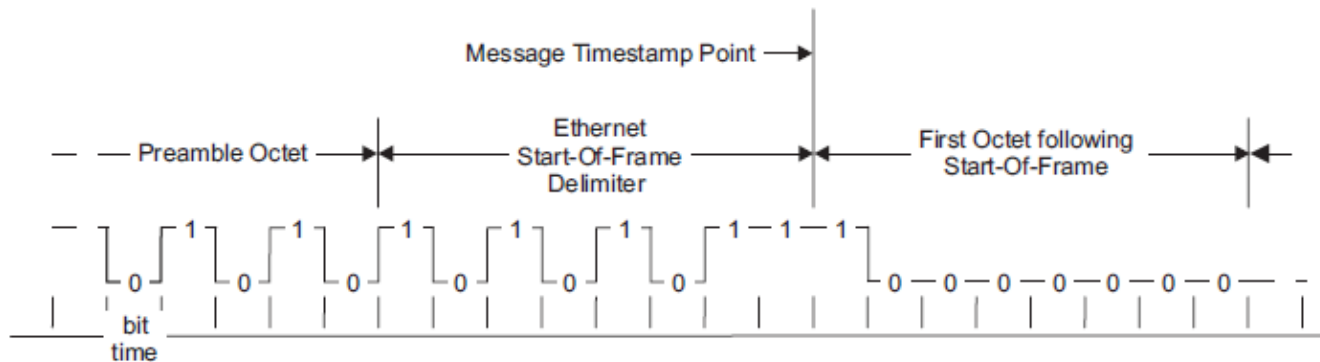 Message Timestamp Point
Preamble Octet
Ethernet
Start-Of-Frame
Delimiter
First Octet following
Start-Of-Frame
1 1 1 1 1 1 1 1
0 0 0 0 0 0 0 0 0 0 0 0 0
bit
time